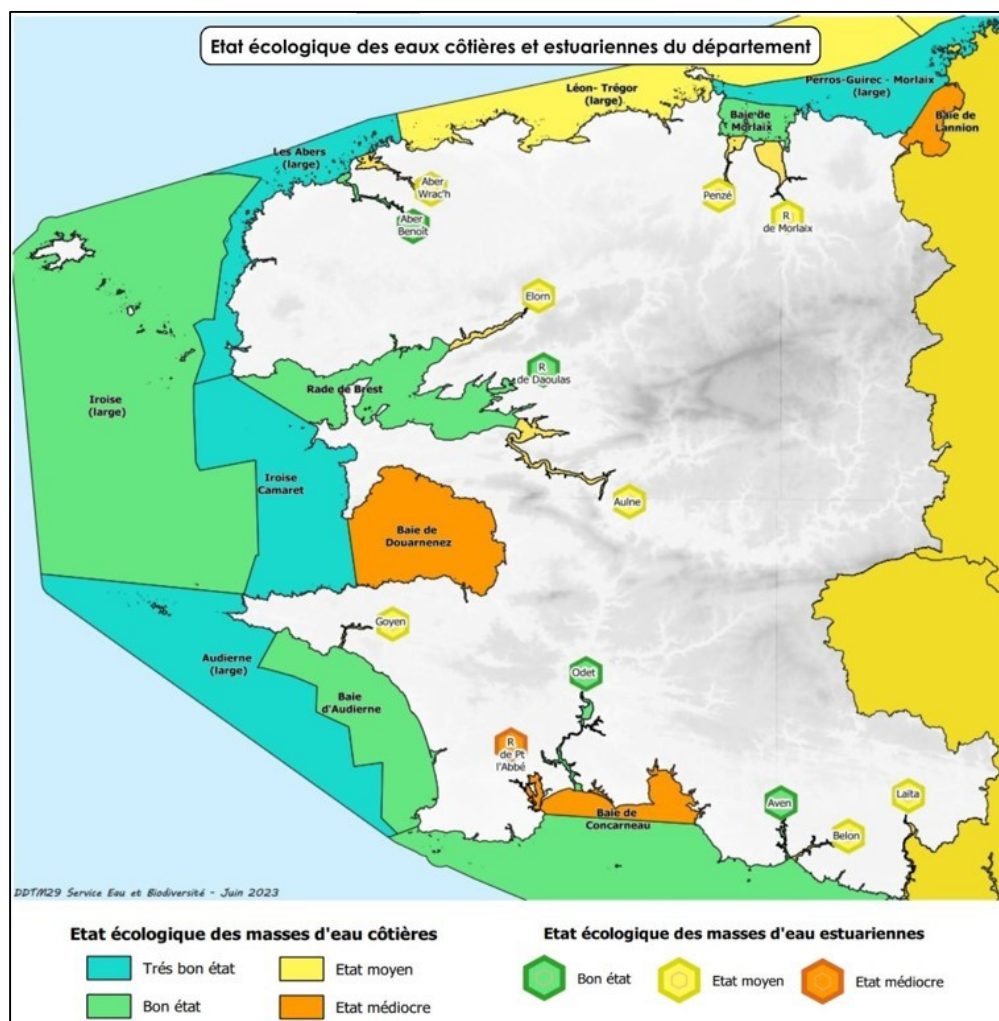 Etat écologique des eaux côtières et estuariennes du département
Perros-Guirec - Morlaix
(large)
Léon- Trégor
(large)
Baie de
Morlaix
Baie de
Lannion
Les Abers
(large)
Aber
Wrac'h
Aber
Benoît
Penzé
R
de Morlaix
Elorn
R
de Daoulas
Rade de Brest
Iroise
(large)
Iroise
Camaret
Aulne
Baie de
Douarnenez
Goyen
Audierne
(large)
Odet
Baie
d'Audierne
R
de Pt
l'Abbé
Baie de
Concarneau
Aven
Laïta
Belon
DDTM29 Service Eau et Biodiversité - Juin 2023
Etat écologique des masses d'eau côtières
Trés bon état
Etat moyen
Bon état
Etat médiocre
Etat écologique des masses d'eau estuariennes
Bon état
Etat moyen
Etat médiocre